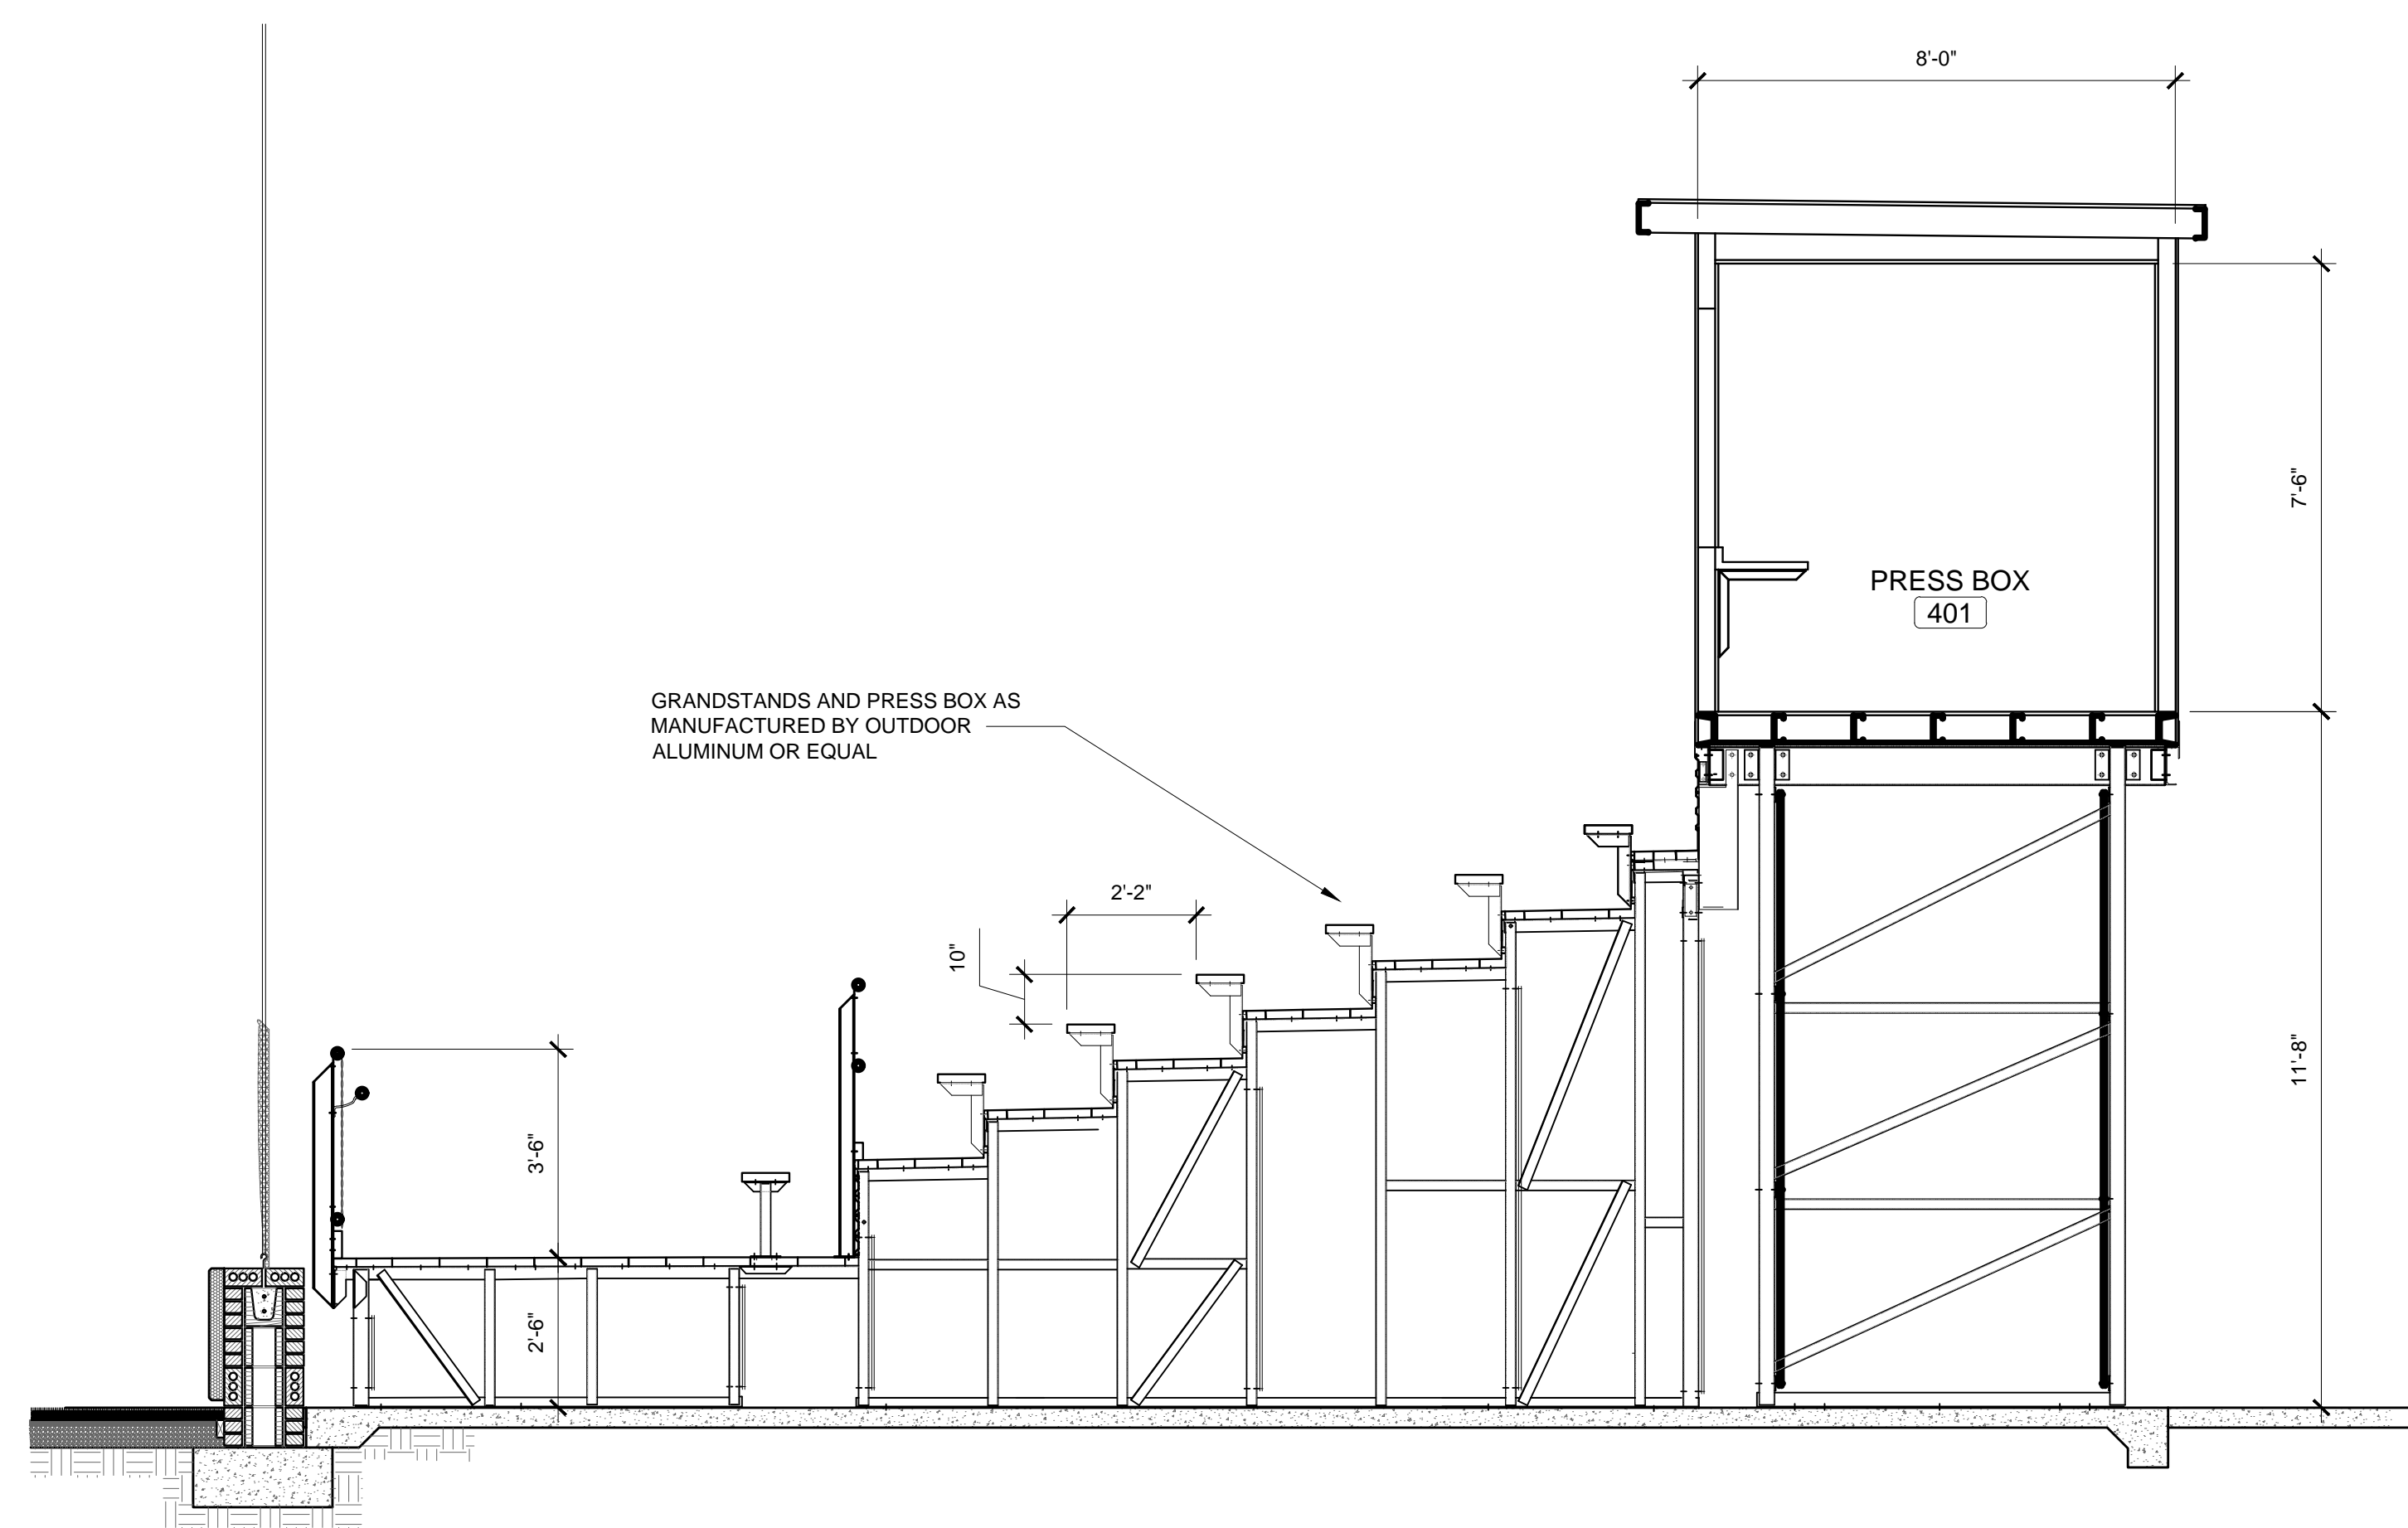 8'-0"
7'-6"
PRESS BOX
401
GRANDSTANDS AND PRESS BOX AS
MANUFACTURED BY OUTDOOR
ALUMINUM OR EQUAL
2'-2"
10"
11'-8"
3'-6"
2'-6"